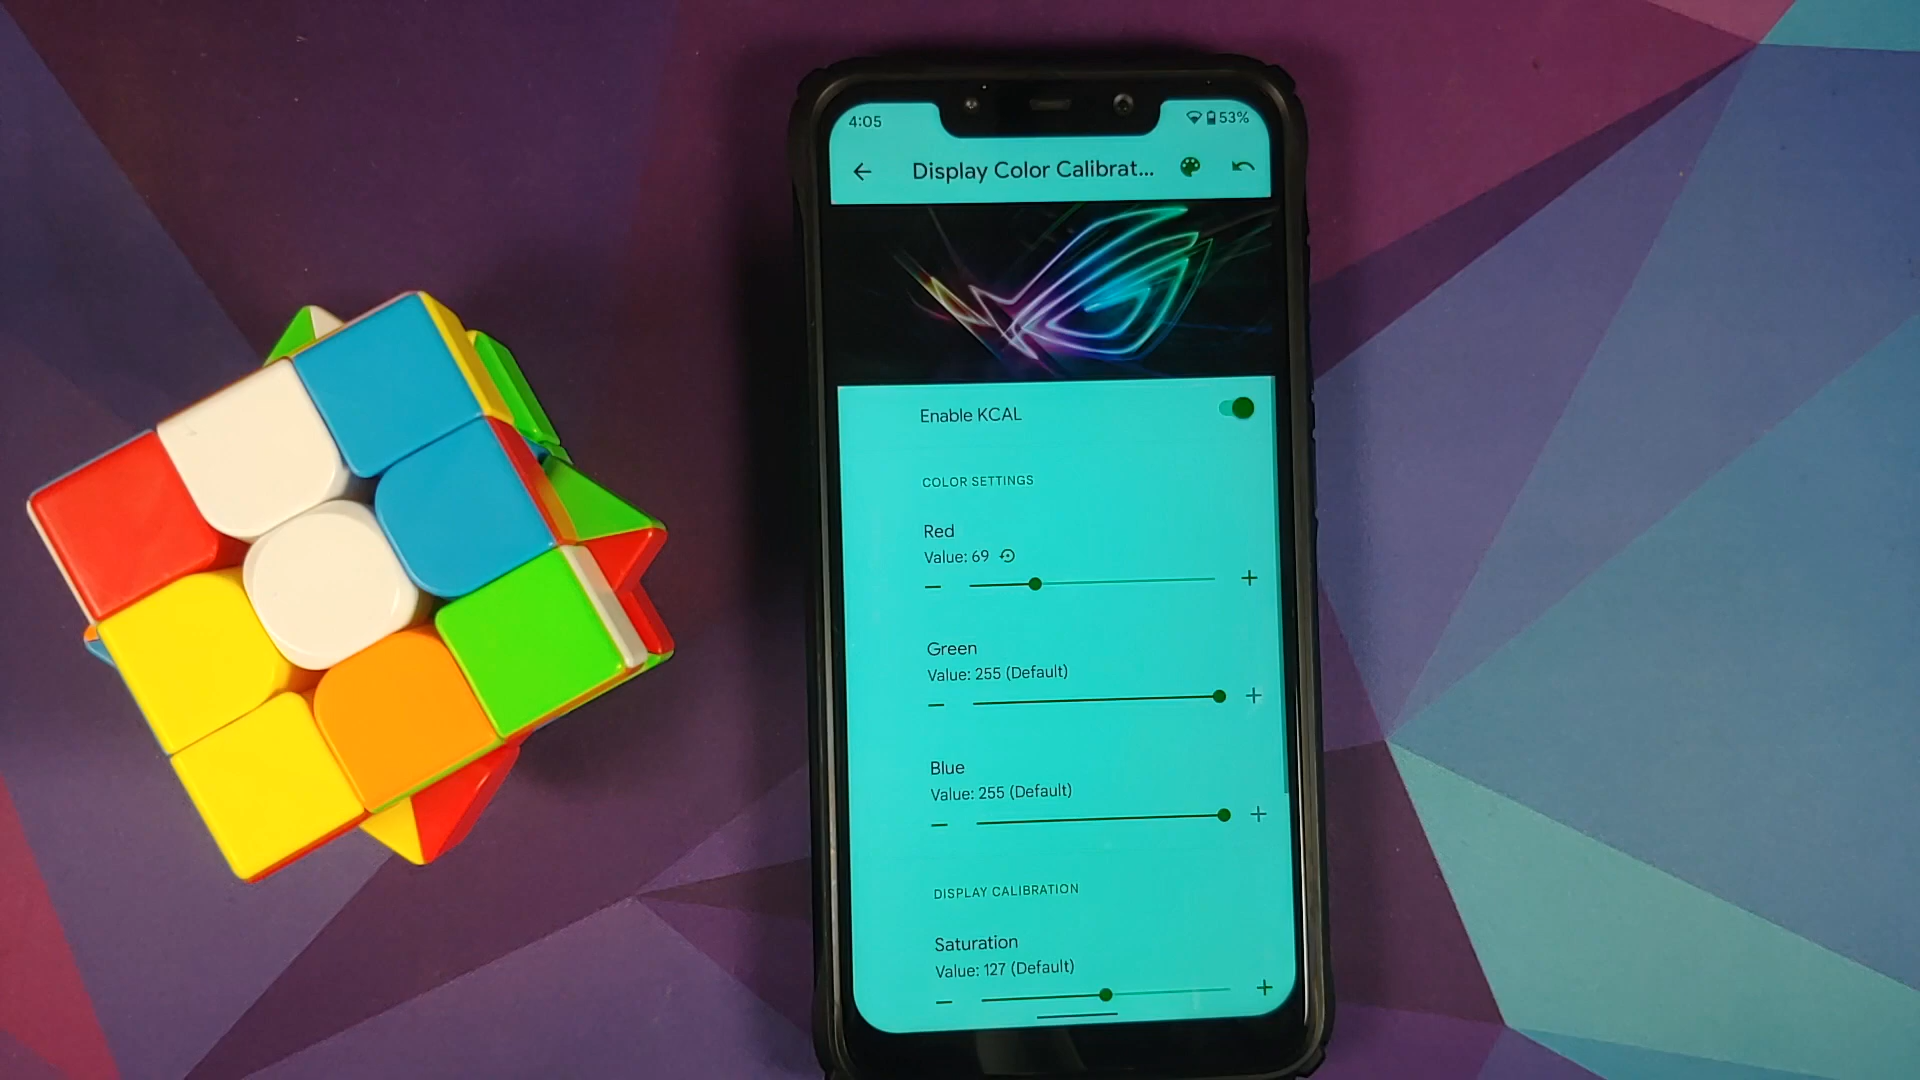 4:05
53%
Display Color Calibrat...
Enable KCAL
COLOR SETTINGS
Red
Value: 69
Green
Value: 255 (Default)
Blue
Value: 255 (Default)
DISPLAY CALIBRATION
Saturation
Value: 127 (Default)